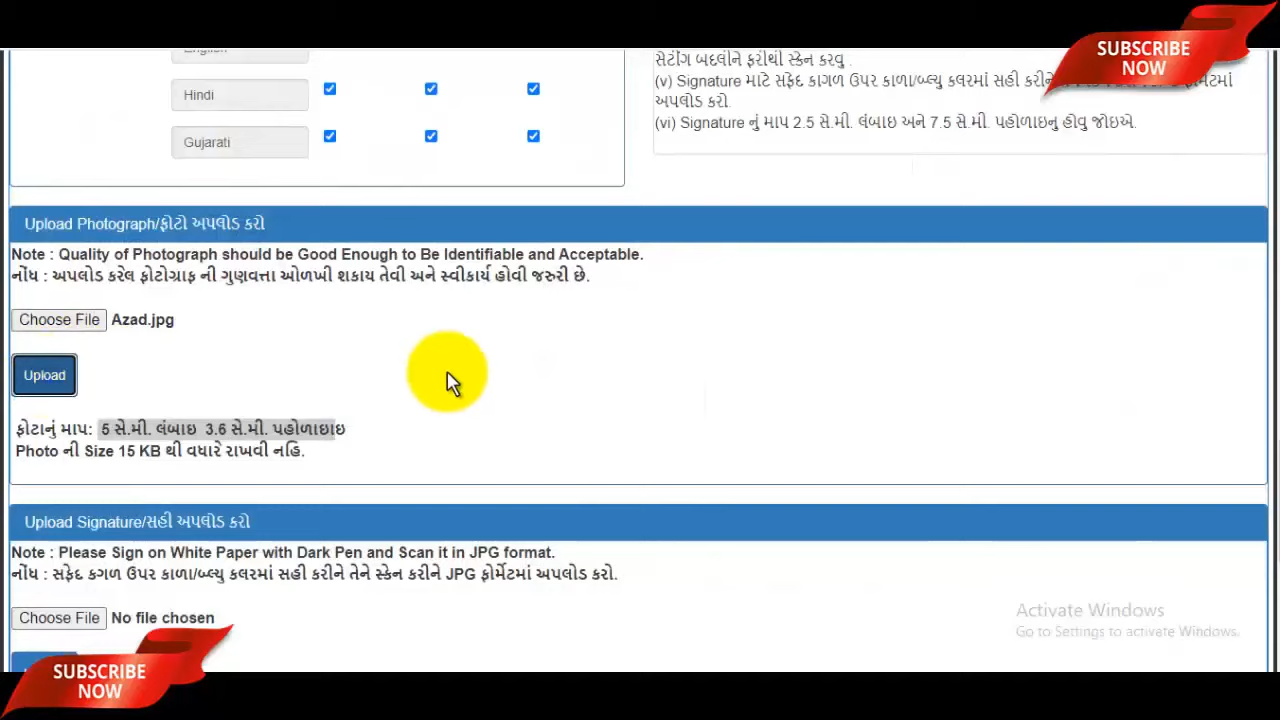 SUBSCRIBE
NOW
English
Hindi
Gujarati
સેટીંગ બદલીને ફરીથી સ્કેન કરવુ .
(v) Signature માટે સફેદ કાગળ ઉપર કાળા/બ્લ્યુ કલરમાં સહી કરીને
અપલોડ કરો.
(vi) Signature નું માપ 2.5 સે.મી. લંબાઇ અને 7.5 સે.મી. પહોળાઇનુ હોવુ જોઇએ.
Upload Photograph/ફોટો અપલોડ કરો
Note : Quality of Photograph should be Good Enough to Be Identifiable and Acceptable.
નોંધ : અપલોડ કરેલ ફોટોગ્રાફ ની ગુણવત્તા ઓળખી શકાય તેવી અને સ્વીકાર્ય હોવી જરુરી છે.
Choose File Azad.jpg
Upload
ફોટાનું માપ: 5 સે.મી. લંબાઇ 3.6 સે.મી. પહોળાઇાઇ
Photo ની Size 15 KB થી વધારે રાખવી નહિ.
Upload Signature/સહી અપલોડ કરો
Note : Please Sign on White Paper with Dark Pen and Scan it in JPG format.
નોંધ : સફેદ કગળ ઉપર કાળા/બ્લ્યુ કલરમાં સહી કરીને તેને સ્કેન કરીને JPG ફોર્મેટમાં અપલોડ કરો.
Choose File No file chosen
Activate Windows
Go to Settings to activate Windows.
SUBSCRIBE
NOW